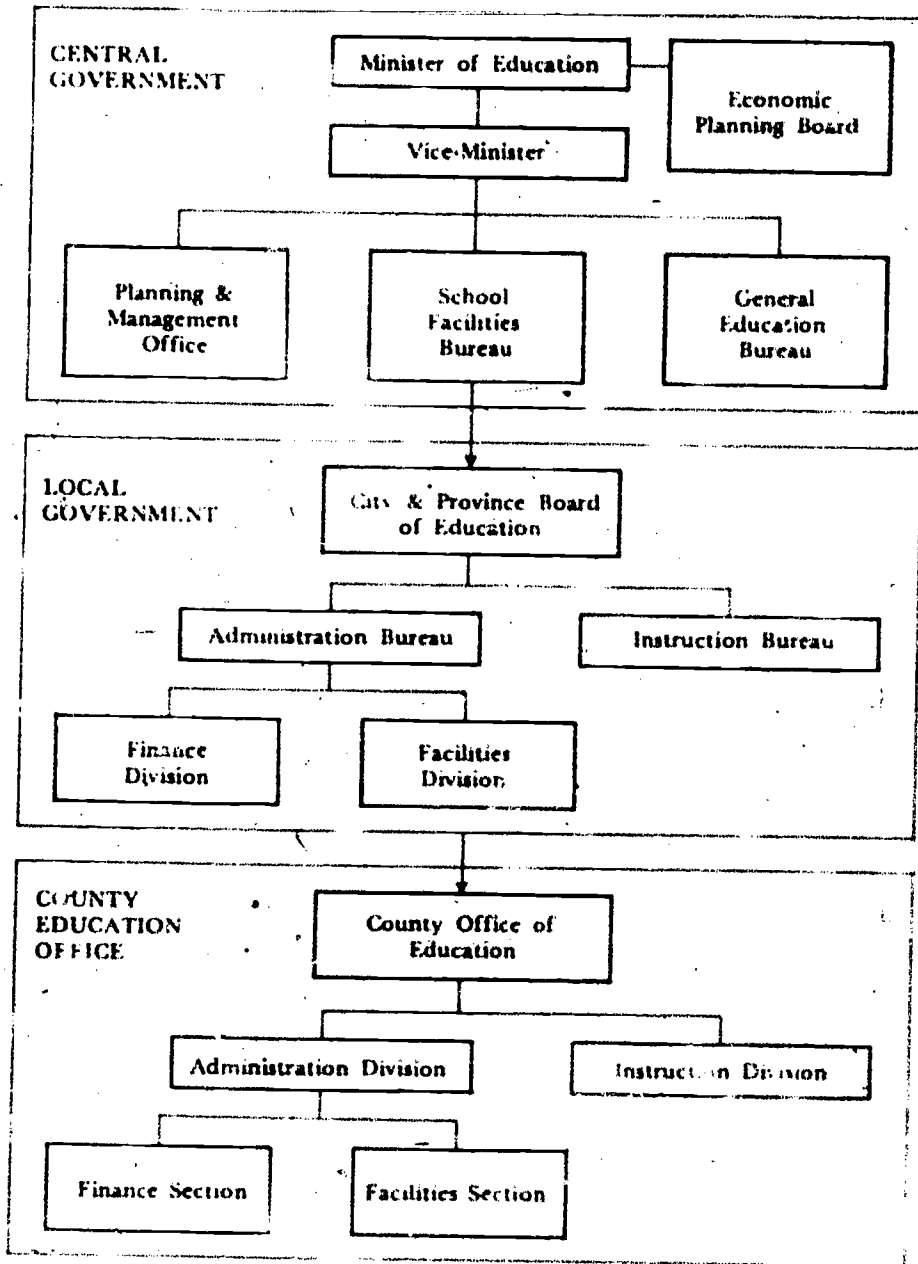 CENTRAL
GOVERNMENT
Minister of Education
Economic
Planning Board
Vice-Minister
Planning &
Management
Office
School
Facilities
Bureau
General
Education
Bureau
LOCAL
GOVERNMENT
City & Province Board
of Education
Administration Bureau
Instruction Bureau
Finance
Division
Facilities
Division
COUNTY
EDUCATION
OFFICE
County Office of
Education
Administration Division
Instruction Division
Finance Section
Facilities Section